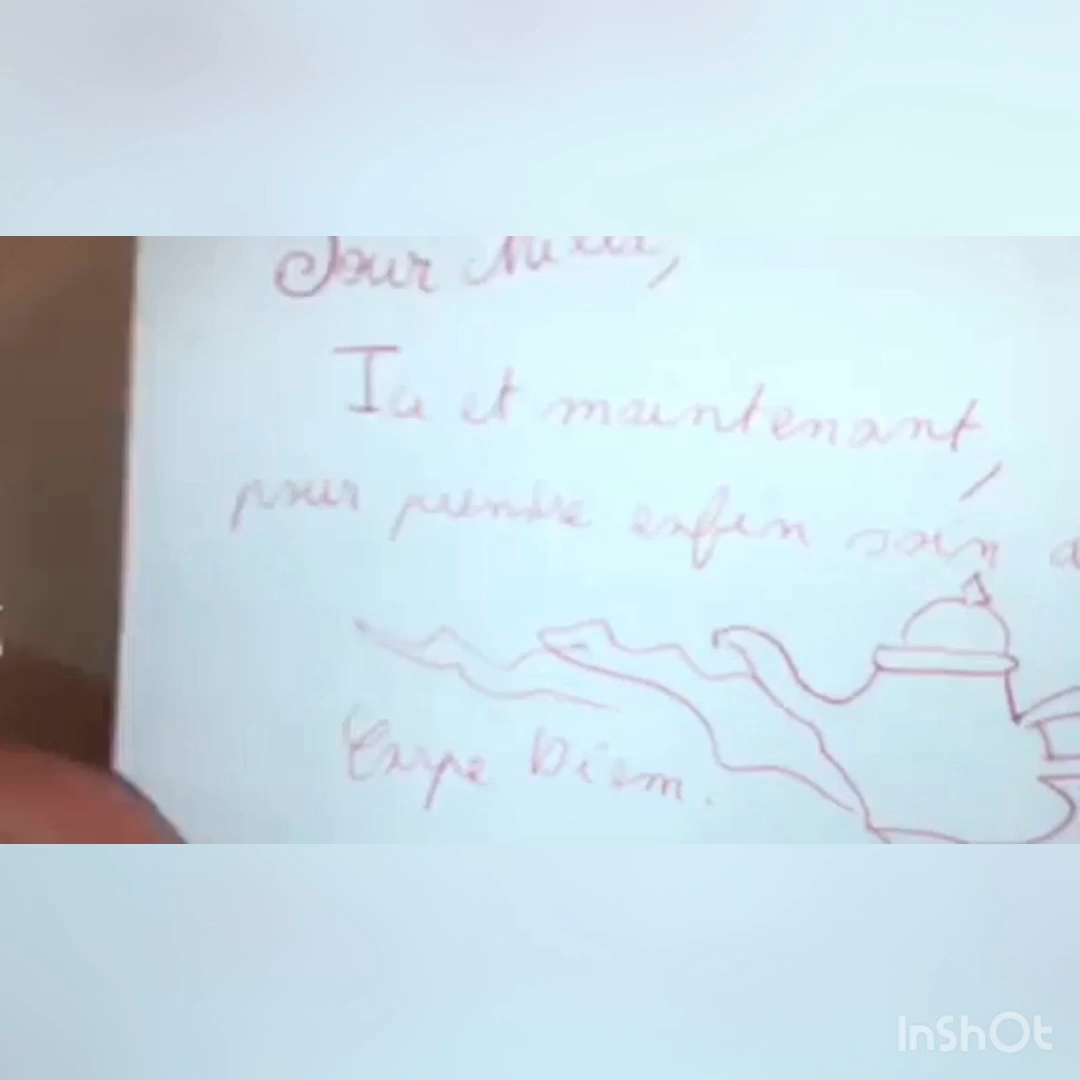 Pour
Ici et maintenant,
pour prendre enfin soin
Carpe Diem.
InShOt